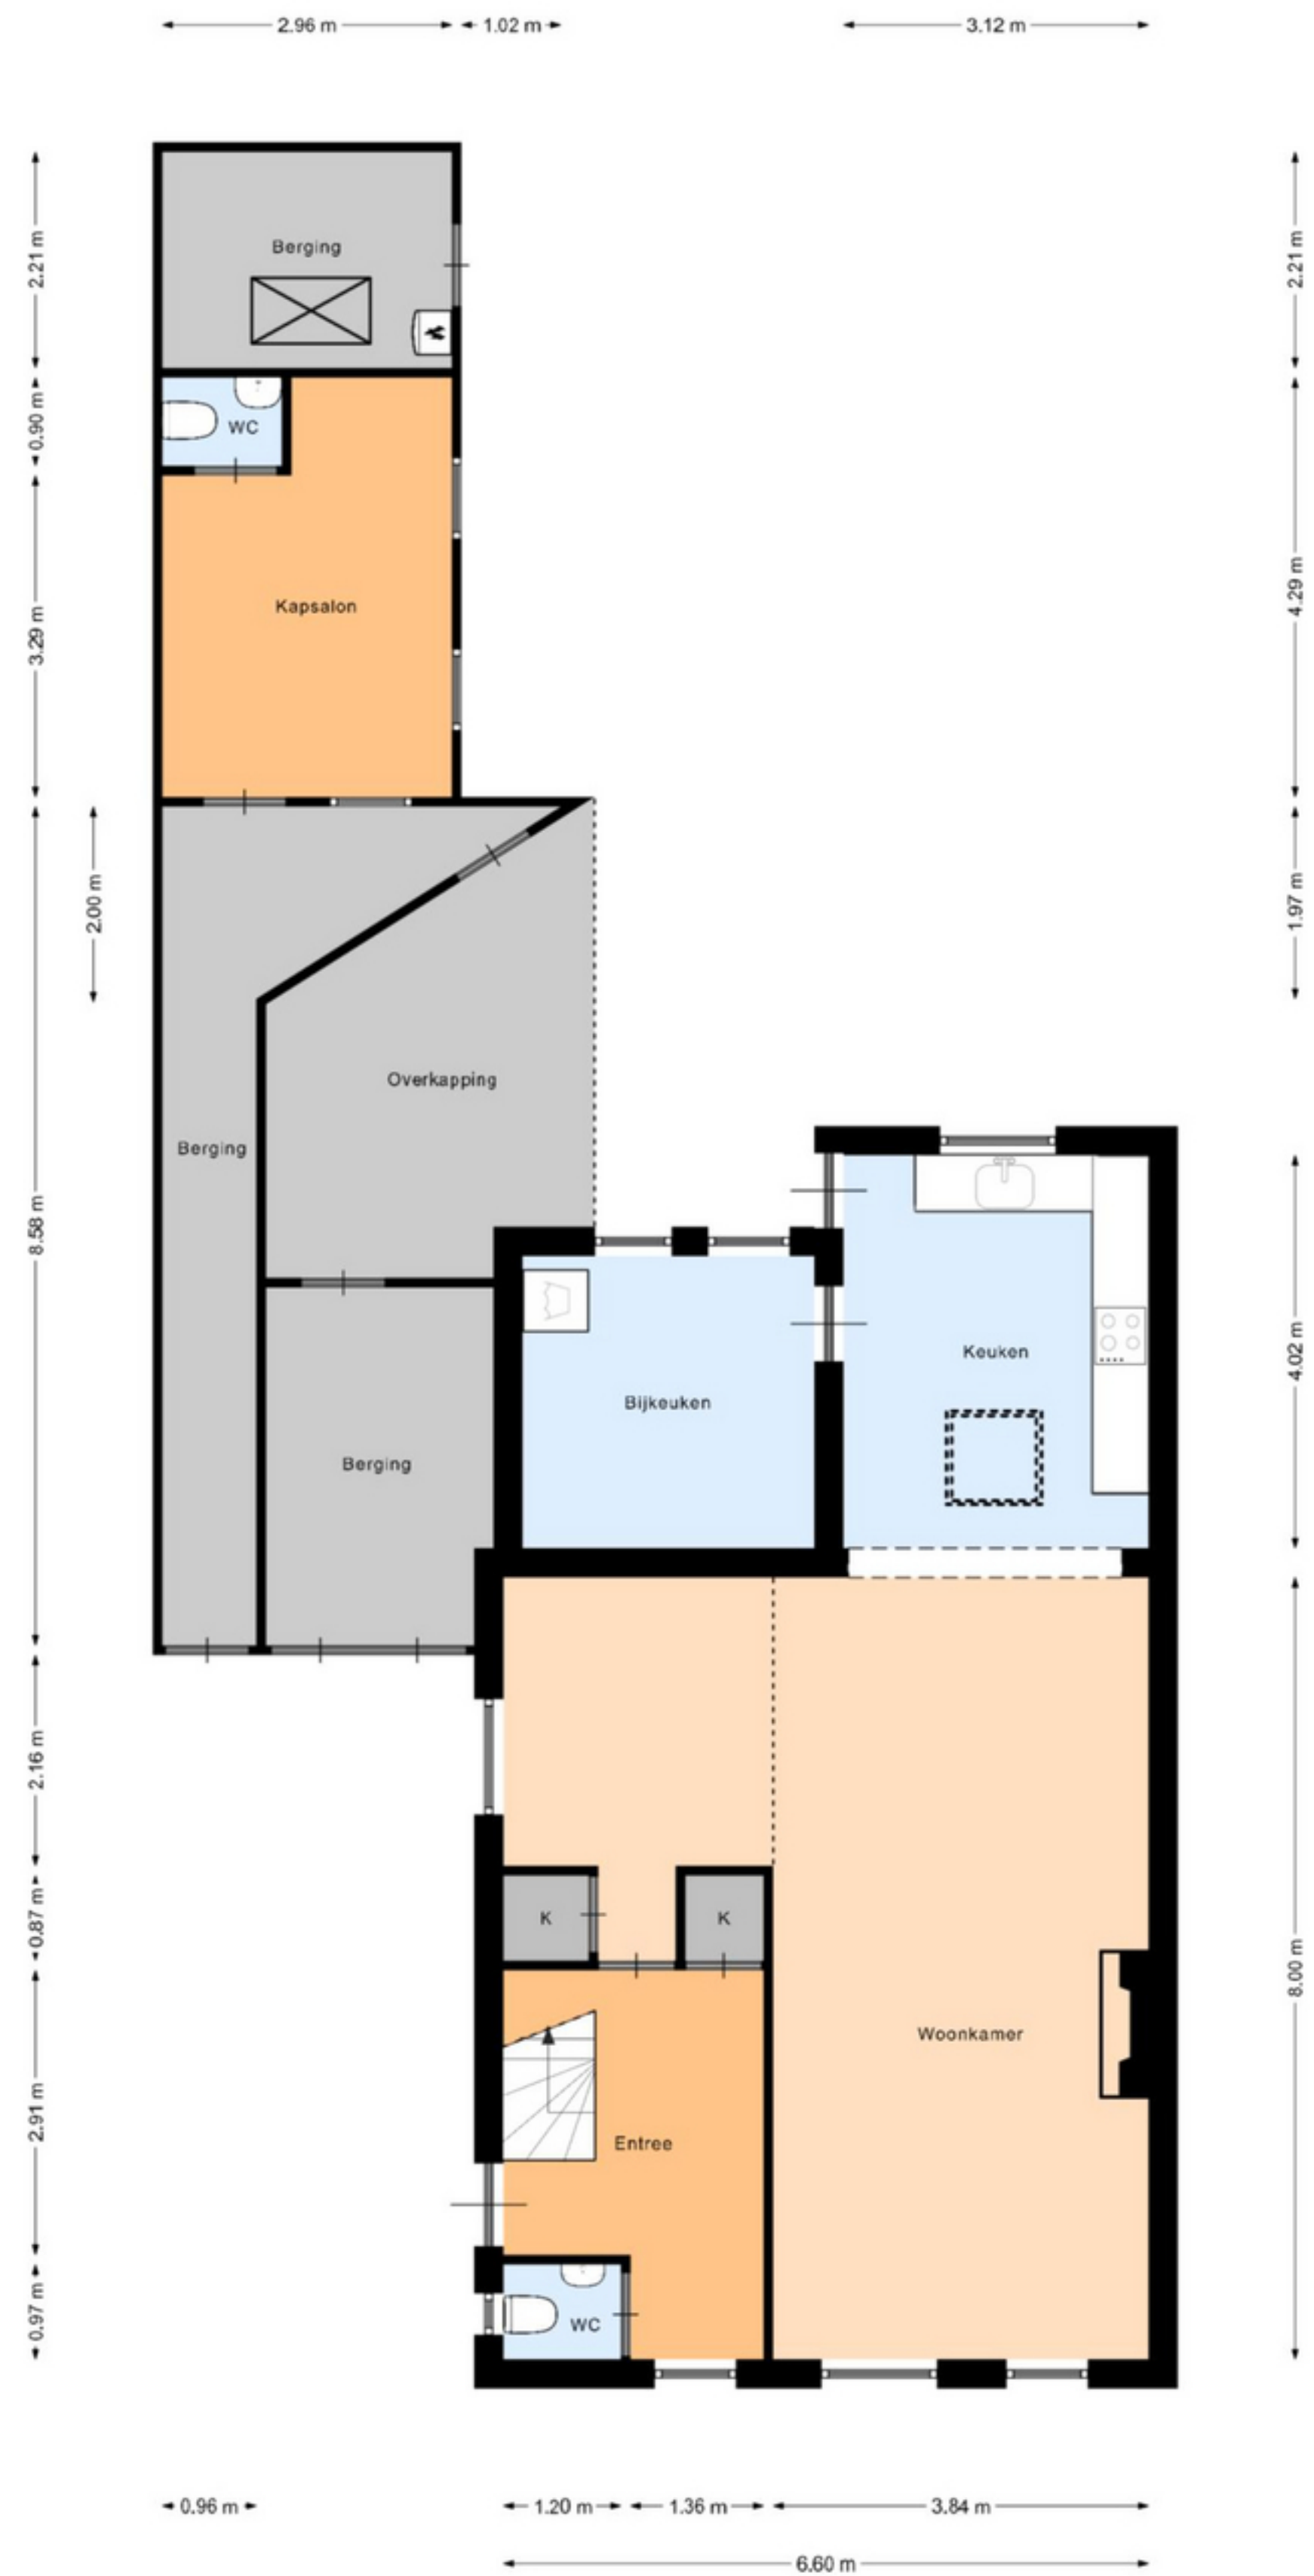 2.96 m
1.02 m
3.12 m
2.21 m
2.21 m
Berging
0.90 m
WC
4.29 m
Kapsalon
3.29 m
2.00 m
1.97 m
Overkapping
Berging
8.58 m
Keuken
4.02 m
Bijkeuken
Berging
2.16 m
K
K
0.87 m
8.00 m
Woonkamer
2.91 m
Entree
0.97 m
WC
0.96 m
1.20 m
1.36 m
3.84 m
6.60 m